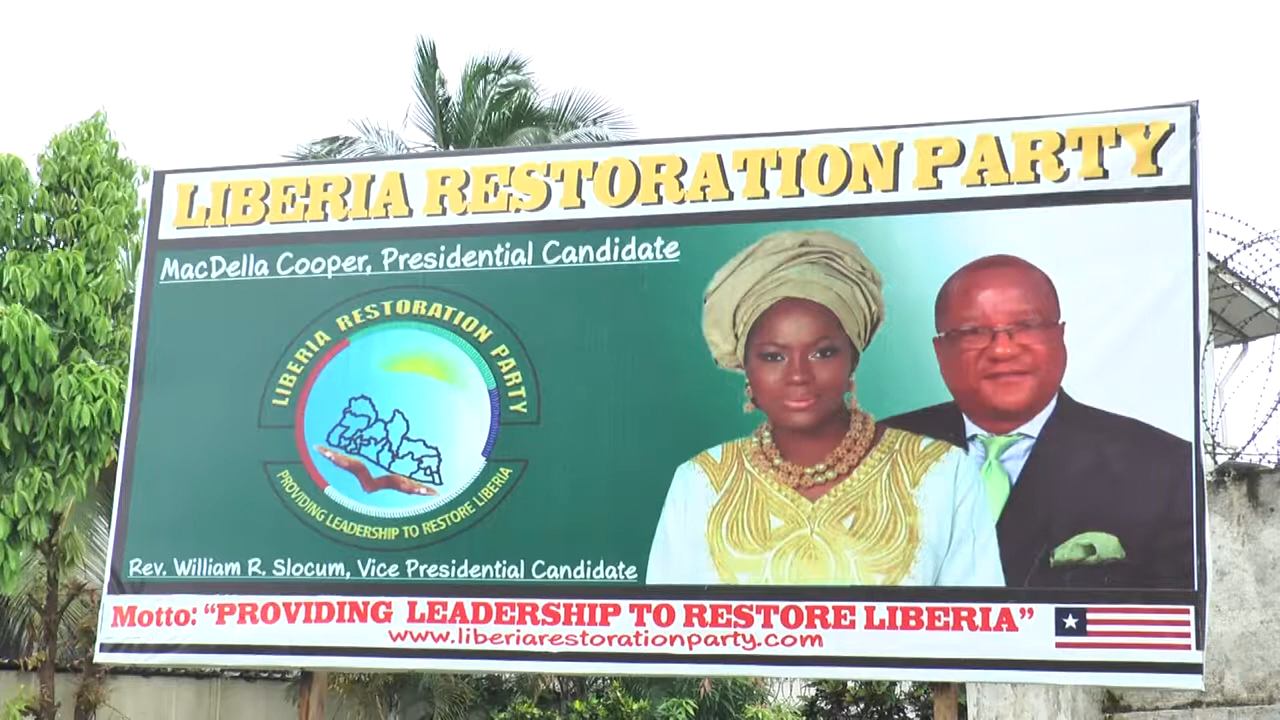 LIBERIA RESTORATION PARTY
MacDella Cooper, Presidential Candidate
LIBERIA RESTORATION PARTY
PROVIDING LEADERSHIP TO RESTORE LIBERIA
Rev. William R. Slocum, Vice Presidential Candidate
Motto: “PROVIDING LEADERSHIP TO RESTORE LIBERIA”
www.liberiarestorationparty.com